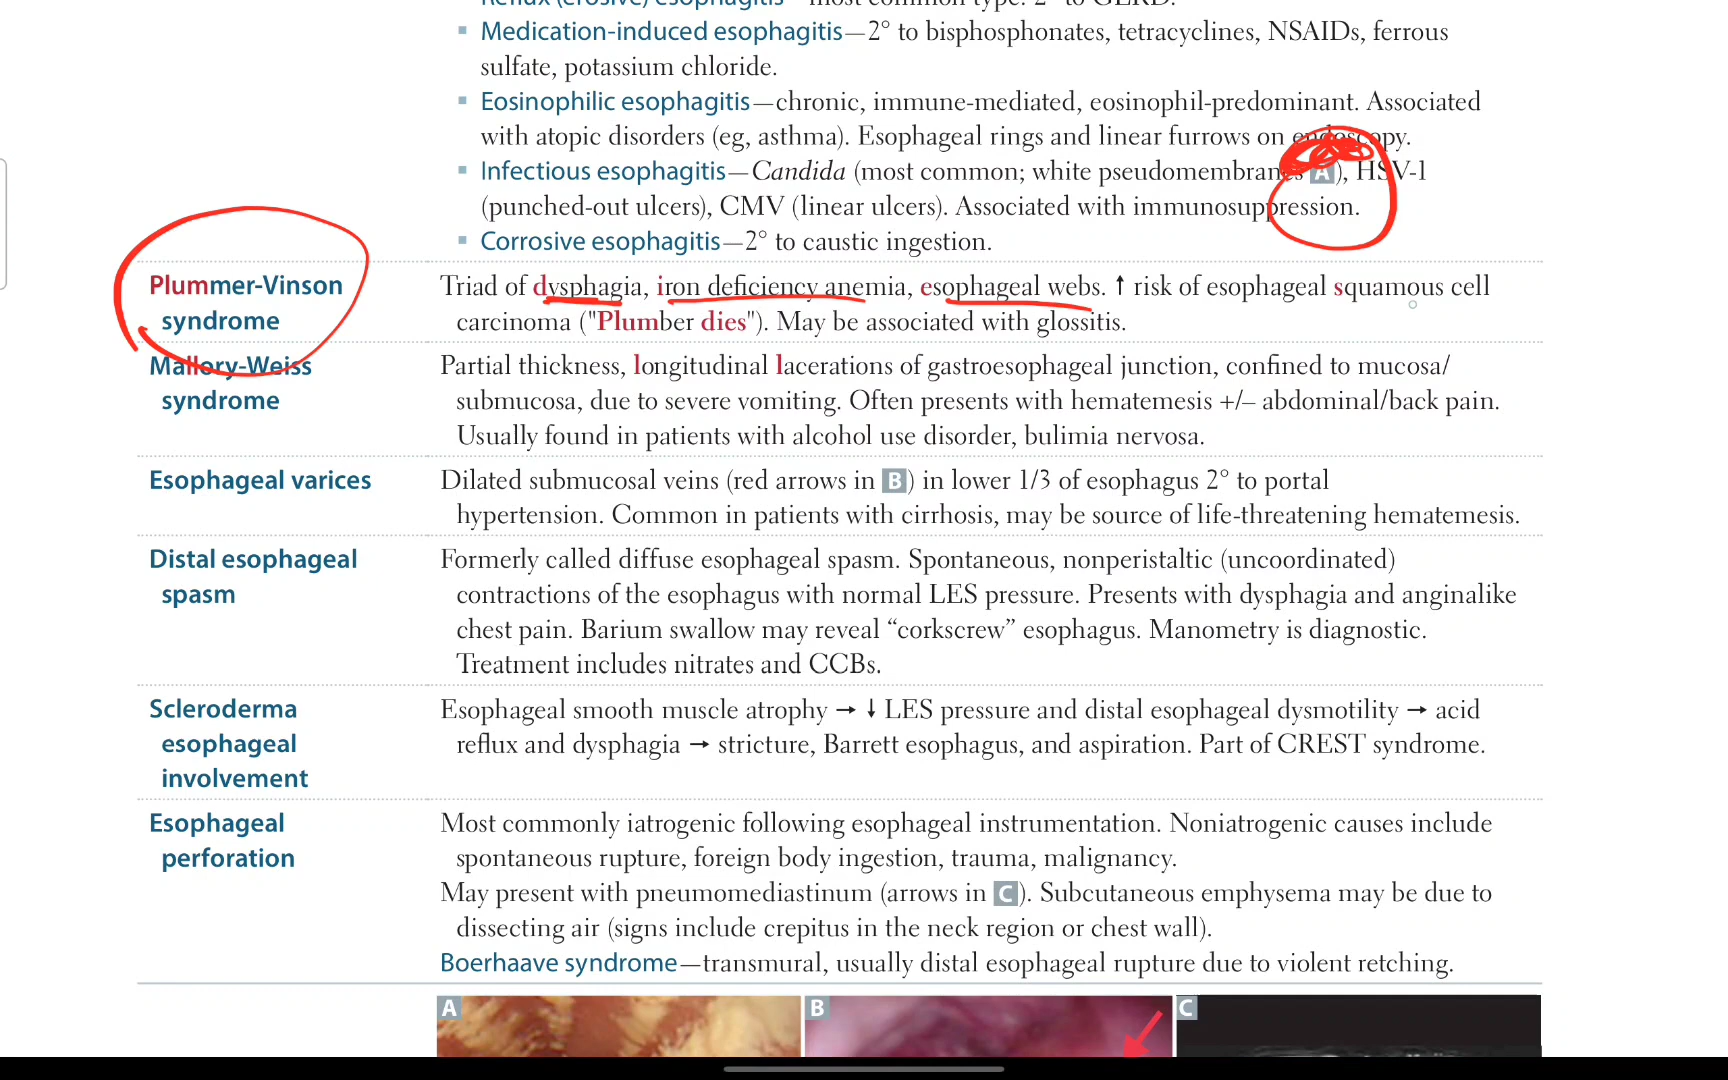 Reflux (erosive) esophagitis—most common type. 2° to GERD.
▪ Medication-induced esophagitis—2° to bisphosphonates, tetracyclines, NSAIDs, ferrous
sulfate, potassium chloride.
▪ Eosinophilic esophagitis—chronic, immune-mediated, eosinophil-predominant. Associated
with atopic disorders (eg, asthma). Esophageal rings and linear furrows on endoscopy.
▪ Infectious esophagitis—Candida (most common; white pseudomembranes A), HSV-1
(punched-out ulcers), CMV (linear ulcers). Associated with immunosuppression.
▪ Corrosive esophagitis—2° to caustic ingestion.
Plummer-Vinson
syndrome
Triad of dysphagia, iron deficiency anemia, esophageal webs. ↑ risk of esophageal squamous cell
carcinoma ("Plumber dies"). May be associated with glossitis.
Mallory-Weiss
syndrome
Partial thickness, longitudinal lacerations of gastroesophageal junction, confined to mucosa/
submucosa, due to severe vomiting. Often presents with hematemesis +/– abdominal/back pain.
Usually found in patients with alcohol use disorder, bulimia nervosa.
Esophageal varices
Dilated submucosal veins (red arrows in B) in lower 1/3 of esophagus 2° to portal
hypertension. Common in patients with cirrhosis, may be source of life-threatening hematemesis.
Distal esophageal
spasm
Formerly called diffuse esophageal spasm. Spontaneous, nonperistaltic (uncoordinated)
contractions of the esophagus with normal LES pressure. Presents with dysphagia and anginalike
chest pain. Barium swallow may reveal “corkscrew” esophagus. Manometry is diagnostic.
Treatment includes nitrates and CCBs.
Scleroderma
esophageal
involvement
Esophageal smooth muscle atrophy → ↓ LES pressure and distal esophageal dysmotility → acid
reflux and dysphagia → stricture, Barrett esophagus, and aspiration. Part of CREST syndrome.
Esophageal
perforation
Most commonly iatrogenic following esophageal instrumentation. Noniatrogenic causes include
spontaneous rupture, foreign body ingestion, trauma, malignancy.
May present with pneumomediastinum (arrows in C). Subcutaneous emphysema may be due to
dissecting air (signs include crepitus in the neck region or chest wall).
Boerhaave syndrome—transmural, usually distal esophageal rupture due to violent retching.
A
B
C